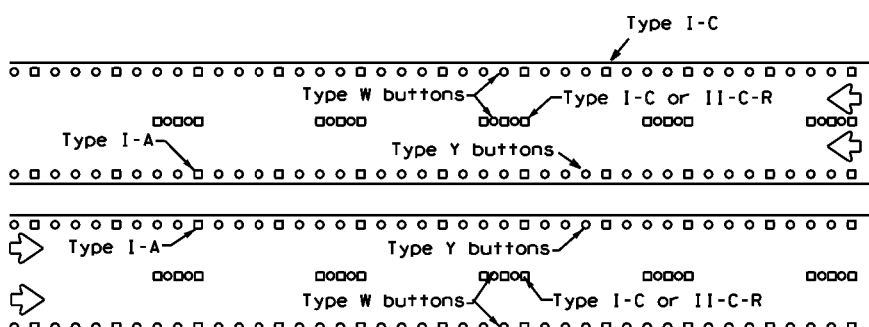 Type I-C
Type W buttons
Type I-C or II-C-R
Type I-A
Type Y buttons
Type I-A
Type Y buttons
Type W buttons
Type I-C or II-C-R